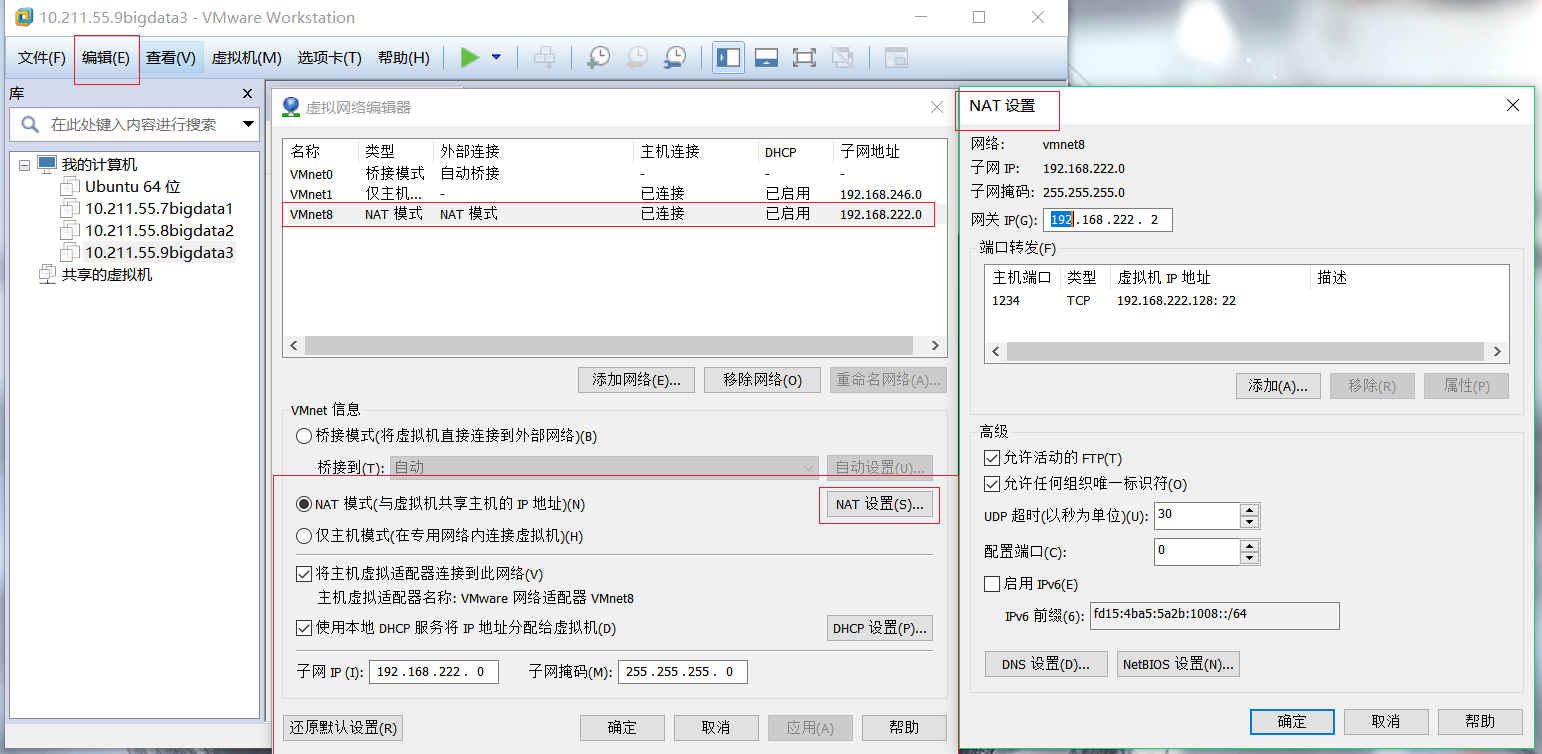 10.211.55.9bigdata3 - VMware Workstation
文件(F) 编辑(E) 查看(V) 虚拟机(M) 选项卡(T) 帮助(H)
库
在此处键入内容进行搜索
我的计算机
Ubuntu 64 位
10.211.55.7bigdata1
10.211.55.8bigdata2
10.211.55.9bigdata3
共享的虚拟机
虚拟网络编辑器
名称 类型 外部连接 主机连接 DHCP 子网地址
VMnet0 桥接模式 自动桥接 - - -
VMnet1 仅主机... - 已连接 已启用 192.168.246.0
VMnet8 NAT 模式 NAT 模式 已连接 已启用 192.168.222.0
添加网络(E)... 移除网络(O) 重命名网络(A)...
VMnet 信息
桥接模式(将虚拟机直接连接到外部网络)(B)
桥接到(T): 自动 自动设置(U)...
NAT 模式(与虚拟机共享主机的 IP 地址)(N) NAT 设置(S)...
仅主机模式(在专用网络内连接虚拟机)(H)
将主机虚拟适配器连接到此网络(V)
主机虚拟适配器名称: VMware 网络适配器 VMnet8
使用本地 DHCP 服务将 IP 地址分配给虚拟机(D) DHCP 设置(P)...
子网 IP (I): 192 . 168 . 222 . 0 子网掩码(M): 255 . 255 . 255 . 0
还原默认设置(R) 确定 取消 应用(A) 帮助
NAT 设置
网络: vmnet8
子网 IP: 192.168.222.0
子网掩码: 255.255.255.0
网关 IP(G): 192 . 168 . 222 . 2
端口转发(F)
主机端口 类型 虚拟机 IP 地址 描述
1234 TCP 192.168.222.128: 22
添加(A)... 移除(R) 属性(P)
高级
允许活动的 FTP(T)
允许任何组织唯一标识符(O)
UDP 超时(以秒为单位)(U): 30
配置端口(C): 0
启用 IPv6(E)
IPv6 前缀(6): fd15:4ba5:5a2b:1008::/64
DNS 设置(D)... NetBIOS 设置(N)...
确定 取消 帮助